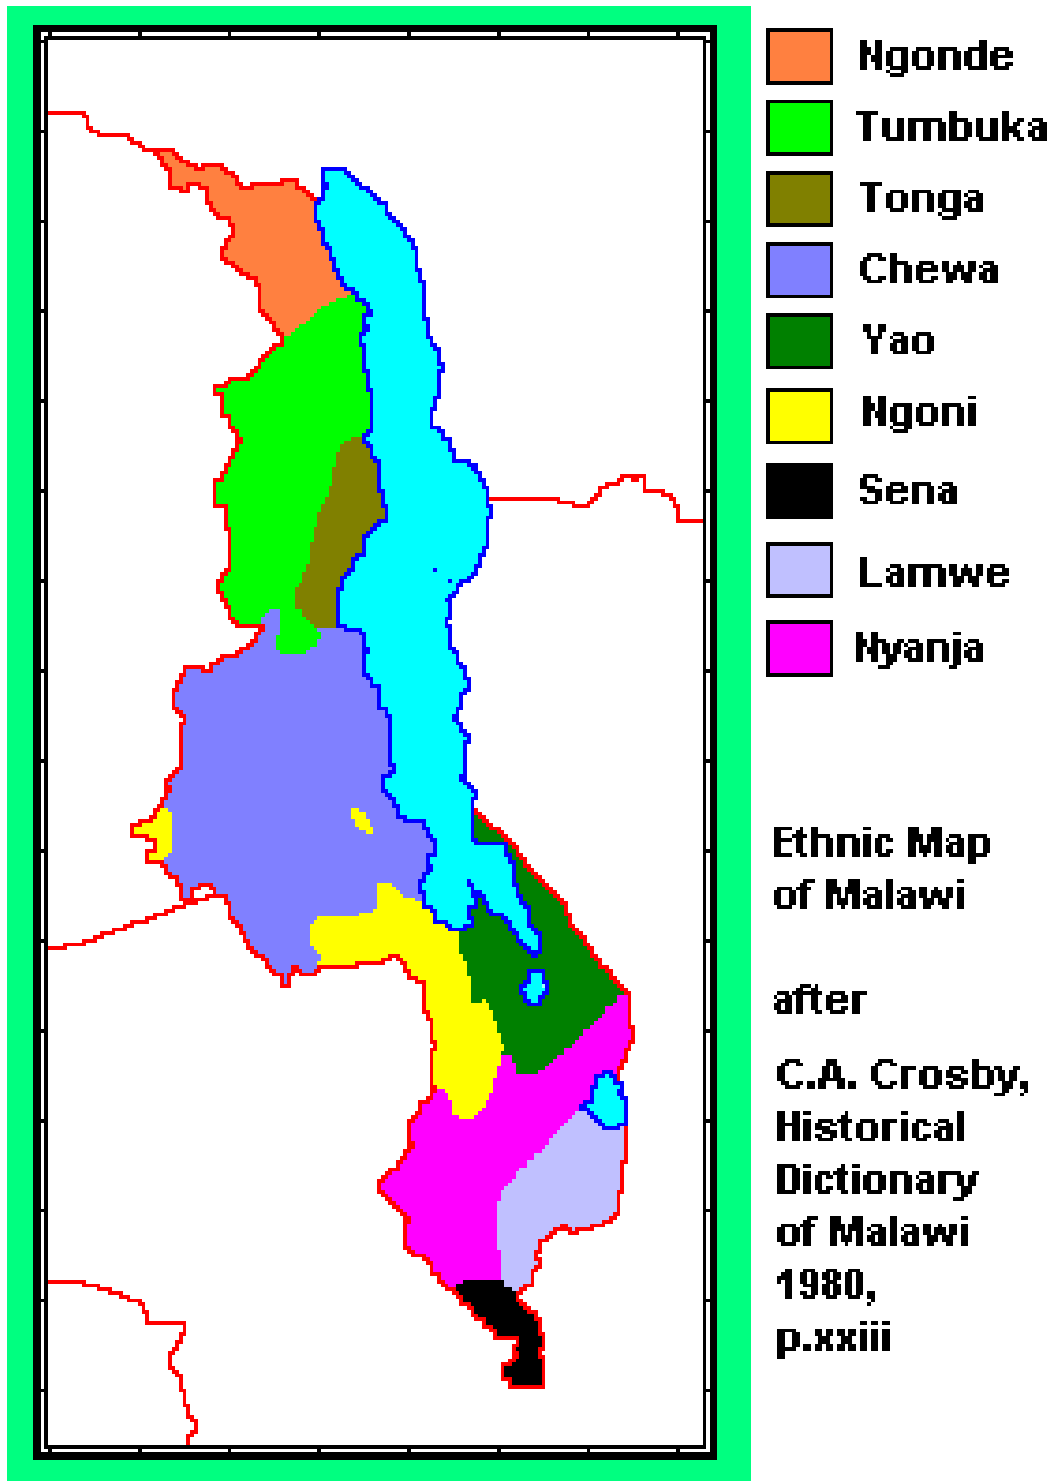 Ngonde
Tumbuka
Tonga
Chewa
Yao
Ngoni
Sena
Lamwe
Nyanja
Ethnic Map
of Malawi
after
C.A. Crosby,
Historical
Dictionary
of Malawi
1980,
p.xxiii